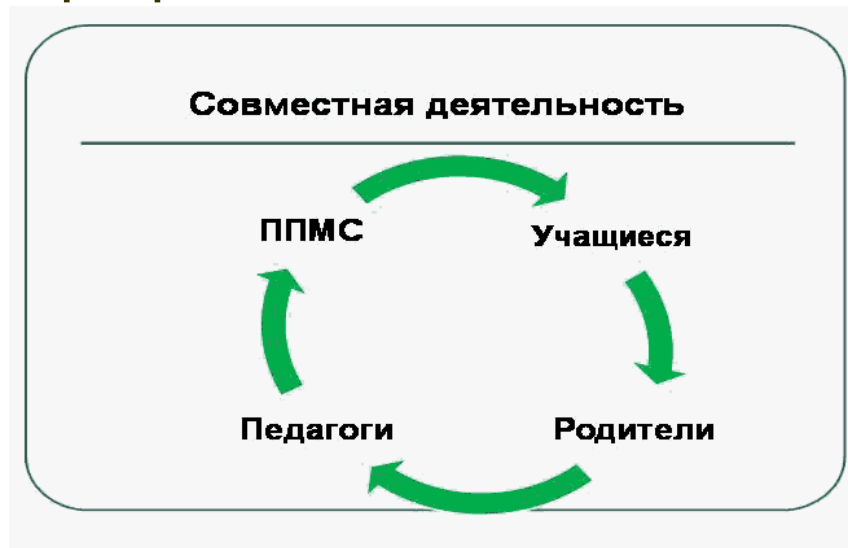 Совместная деятельность
ППМС
Учащиеся
Педагоги
Родители